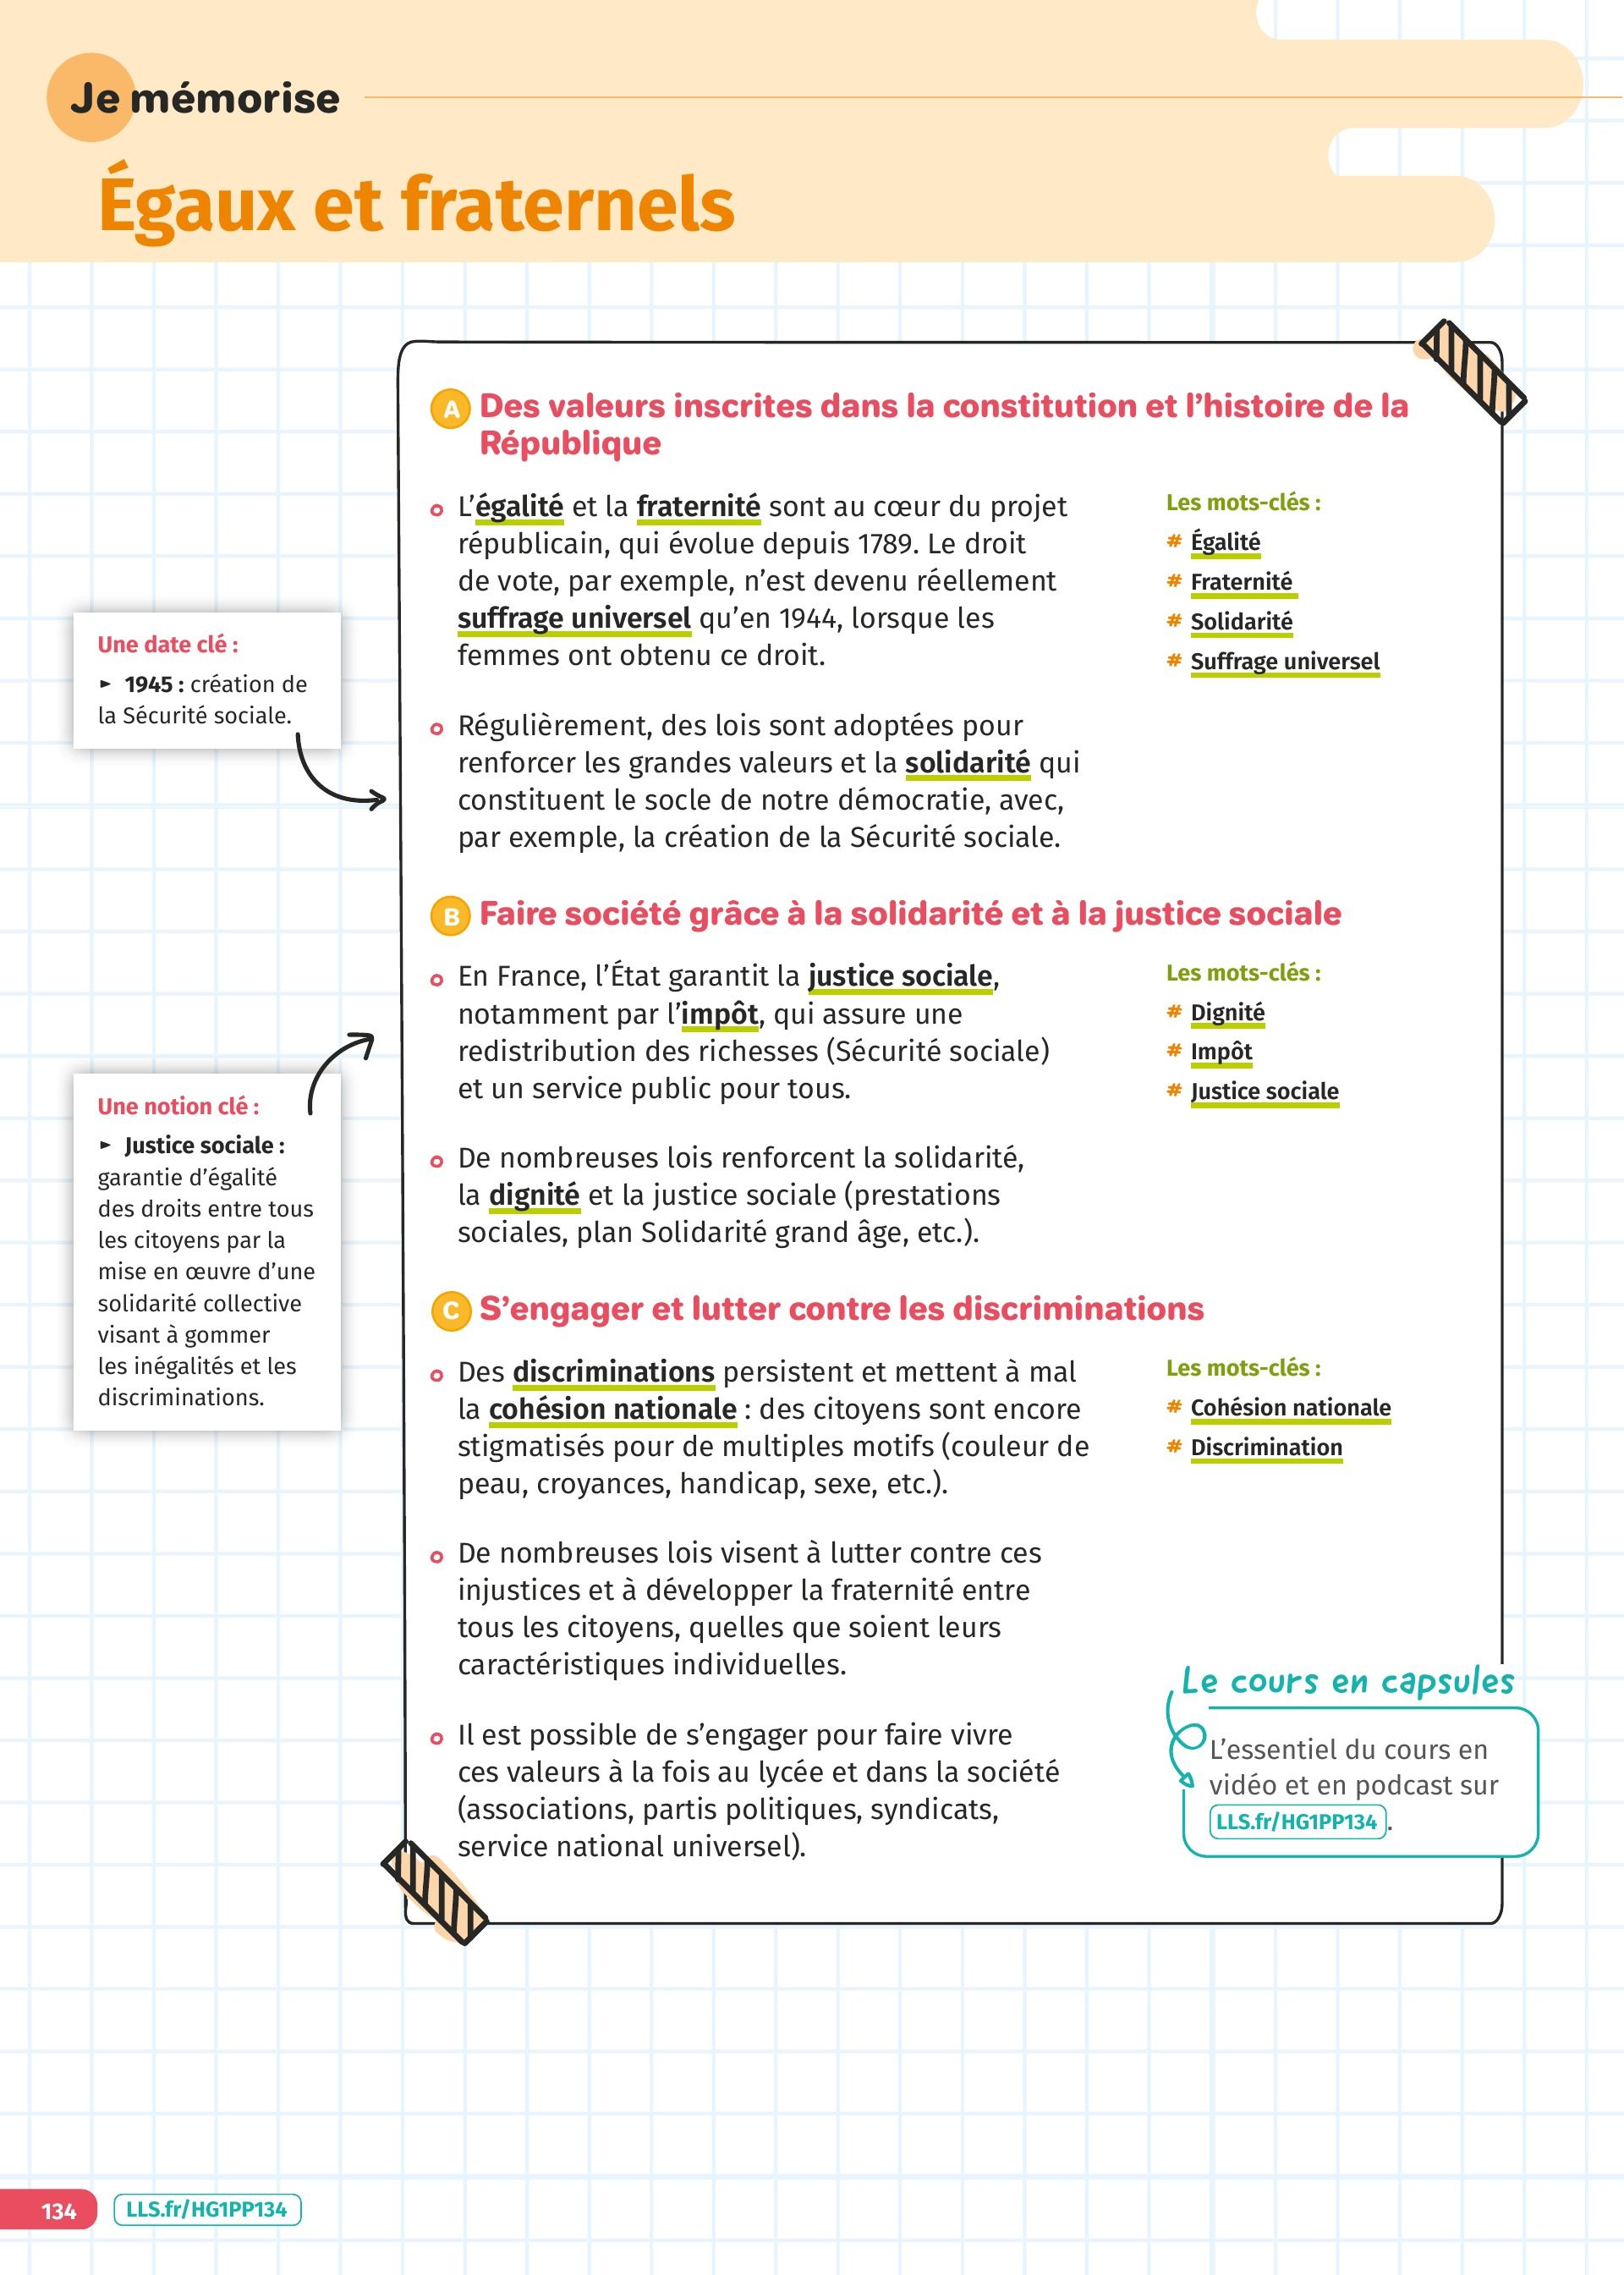 Je mémorise
Égaux et fraternels
A Des valeurs inscrites dans la constitution et l'histoire de la
République
L'égalité et la fraternité sont au cœur du projet
républicain, qui évolue depuis 1789. Le droit
de vote, par exemple, n'est devenu réellement
suffrage universel qu'en 1944, lorsque les
femmes ont obtenu ce droit.
Les mots-clés :
# Égalité
# Fraternité
# Solidarité
# Suffrage universel
Une date clé :
► 1945 : création de
la Sécurité sociale.
Régulièrement, des lois sont adoptées pour
renforcer les grandes valeurs et la solidarité qui
constituent le socle de notre démocratie, avec,
par exemple, la création de la Sécurité sociale.
B Faire société grâce à la solidarité et à la justice sociale
En France, l'État garantit la justice sociale,
notamment par l'impôt, qui assure une
redistribution des richesses (Sécurité sociale)
et un service public pour tous.
Les mots-clés :
# Dignité
# Impôt
# Justice sociale
Une notion clé :
► Justice sociale :
garantie d'égalité
des droits entre tous
les citoyens par la
mise en œuvre d'une
solidarité collective
visant à gommer
les inégalités et les
discriminations.
De nombreuses lois renforcent la solidarité,
la dignité et la justice sociale (prestations
sociales, plan Solidarité grand âge, etc.).
C S'engager et lutter contre les discriminations
Des discriminations persistent et mettent à mal
la cohésion nationale : des citoyens sont encore
stigmatisés pour de multiples motifs (couleur de
peau, croyances, handicap, sexe, etc.).
Les mots-clés :
# Cohésion nationale
# Discrimination
De nombreuses lois visent à lutter contre ces
injustices et à développer la fraternité entre
tous les citoyens, quelles que soient leurs
caractéristiques individuelles.
Il est possible de s'engager pour faire vivre
ces valeurs à la fois au lycée et dans la société
(associations, partis politiques, syndicats,
service national universel).
Le cours en capsules
L'essentiel du cours en
vidéo et en podcast sur
LLS.fr/HG1PP134.
134 LLS.fr/HG1PP134